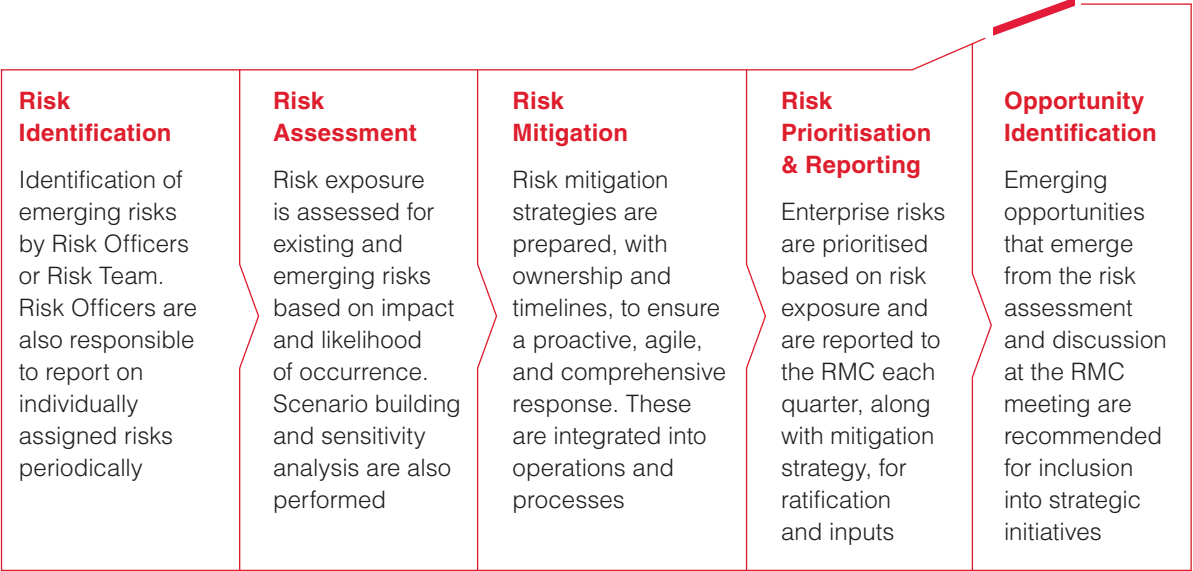 Risk
Identification
Identification of
emerging risks
by Risk Officers
or Risk Team.
Risk Officers are
also responsible
to report on
individually
assigned risks
periodically
Risk
Assessment
Risk exposure
is assessed for
existing and
emerging risks
based on impact
and likelihood
of occurrence.
Scenario building
and sensitivity
analysis are also
performed
Risk
Mitigation
Risk mitigation
strategies are
prepared, with
ownership and
timelines, to ensure
a proactive, agile,
and comprehensive
response. These
are integrated into
operations and
processes
Risk
Prioritisation
& Reporting
Enterprise risks
are prioritised
based on risk
exposure and
are reported to
the RMC each
quarter, along
with mitigation
strategy, for
ratification
and inputs
Opportunity
Identification
Emerging
opportunities
that emerge
from the risk
assessment
and discussion
at the RMC
meeting are
recommended
for inclusion
into strategic
initiatives